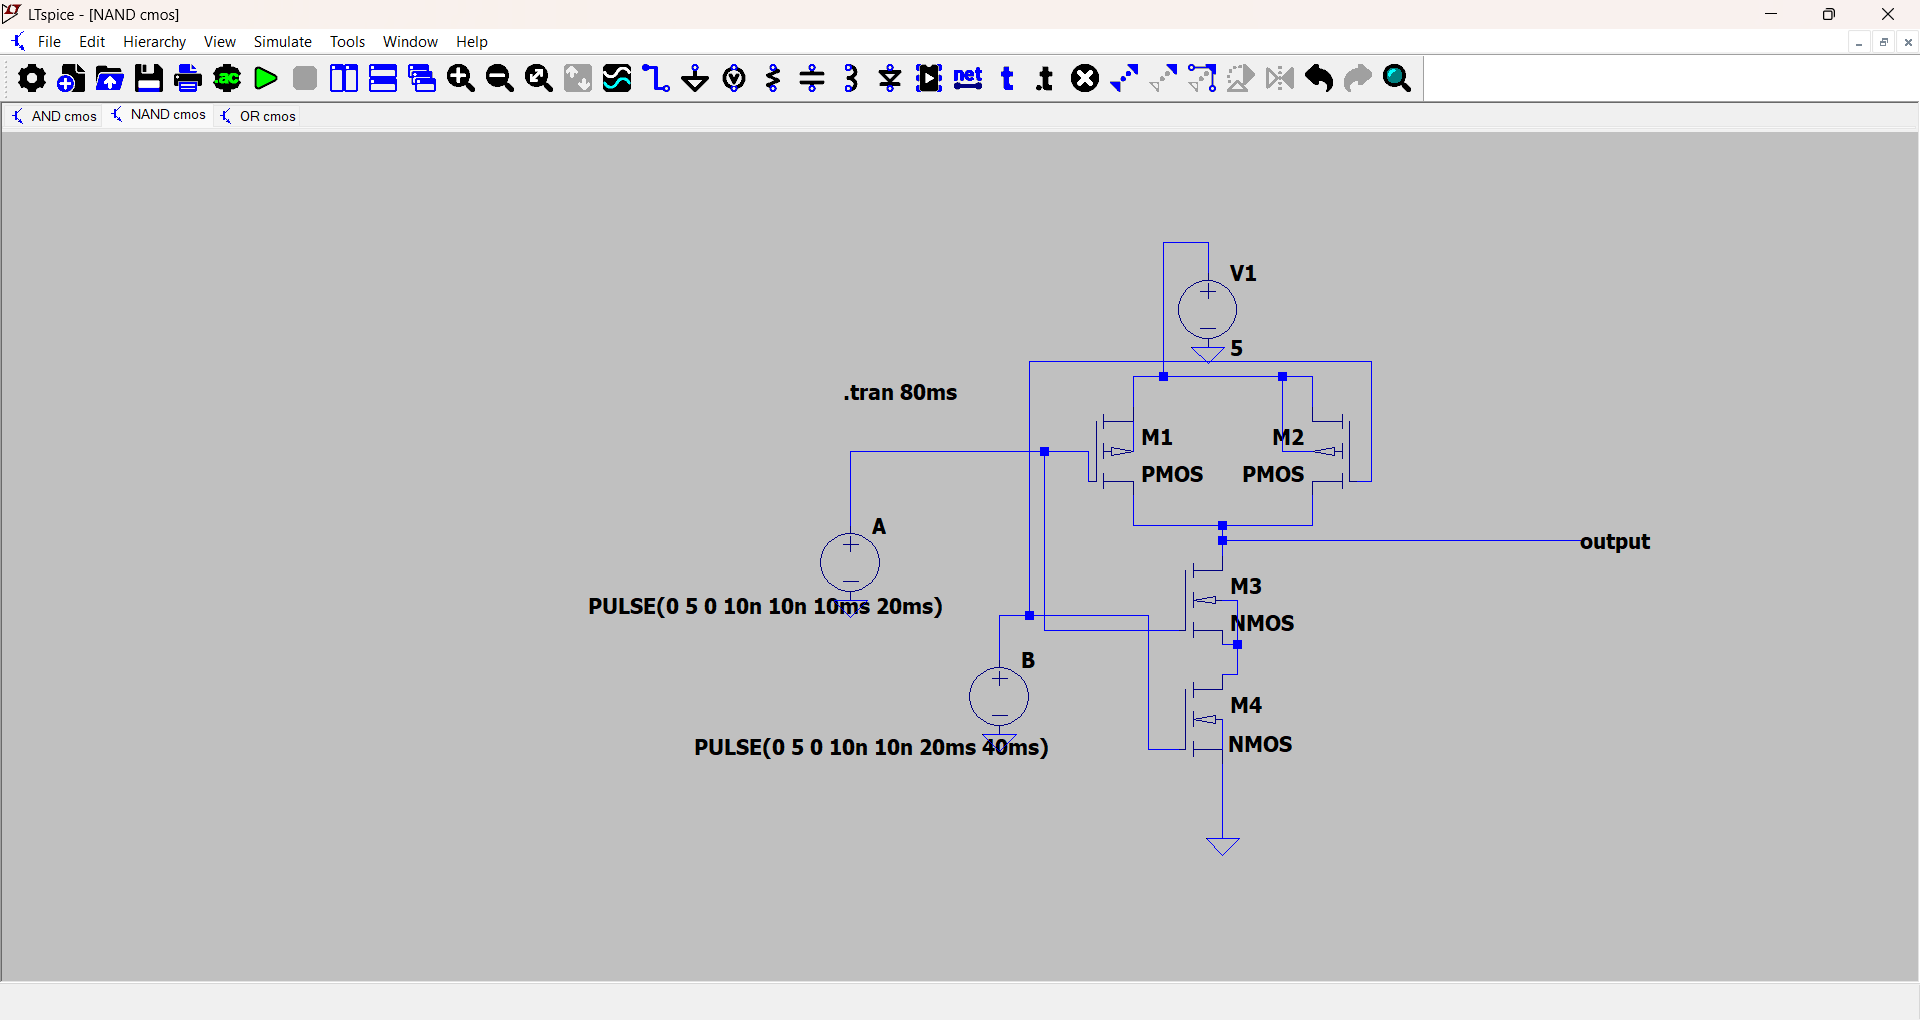 LTspice - [NAND cmos]
File Edit Hierarchy View Simulate Tools Window Help
.ac net t .t
AND cmos NAND cmos OR cmos
V1
5
.tran 80ms
M1 M2
PMOS PMOS
A
output
M3
PULSE(0 5 0 10n 10n 10ms 20ms)
NMOS
B
M4
PULSE(0 5 0 10n 10n 20ms 40ms)
NMOS